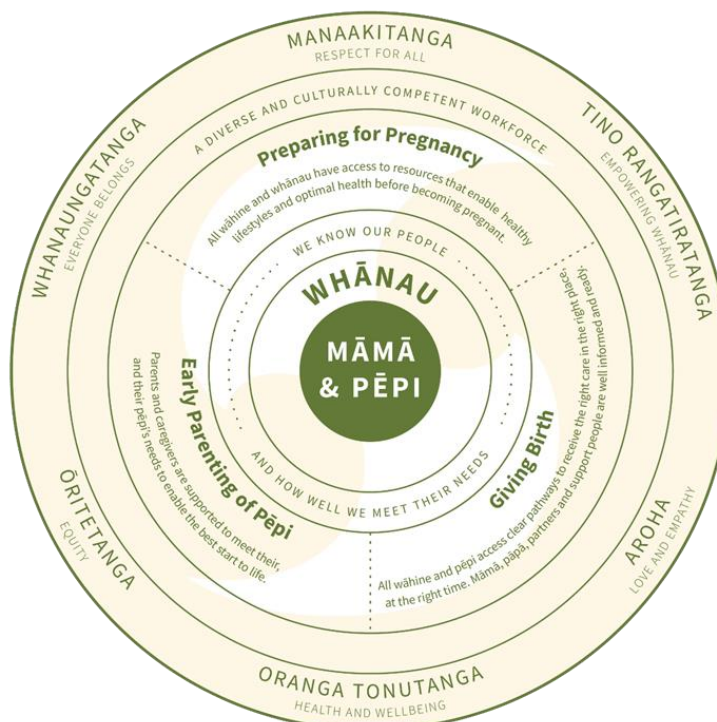 MANAAKITANGA
RESPECT FOR ALL
TINO RANGATIRATANGA
EMPOWERING WHĀNAU
AROHA
LOVE AND EMPATHY
ORANGA TONUTANGA
HEALTH AND WELLBEING
ŌRITETANGA
EQUITY
WHANAUNGATANGA
EVERYONE BELONGS
A DIVERSE AND CULTURALLY COMPETENT WORKFORCE
Preparing for Pregnancy
All wāhine and whānau have access to resources that enable healthy
lifestyles and optimal health before becoming pregnant.
Giving Birth
All wāhine and pēpi access clear pathways to receive the right care in the right place,
at the right time. Māmā, pāpā, partners and support people are well informed and ready.
Early Parenting of Pēpi
Parents and caregivers are supported to meet their,
and their pēpi's needs to enable the best start to life.
WE KNOW OUR PEOPLE
AND HOW WELL WE MEET THEIR NEEDS
WHĀNAU
MĀMĀ
& PĒPI